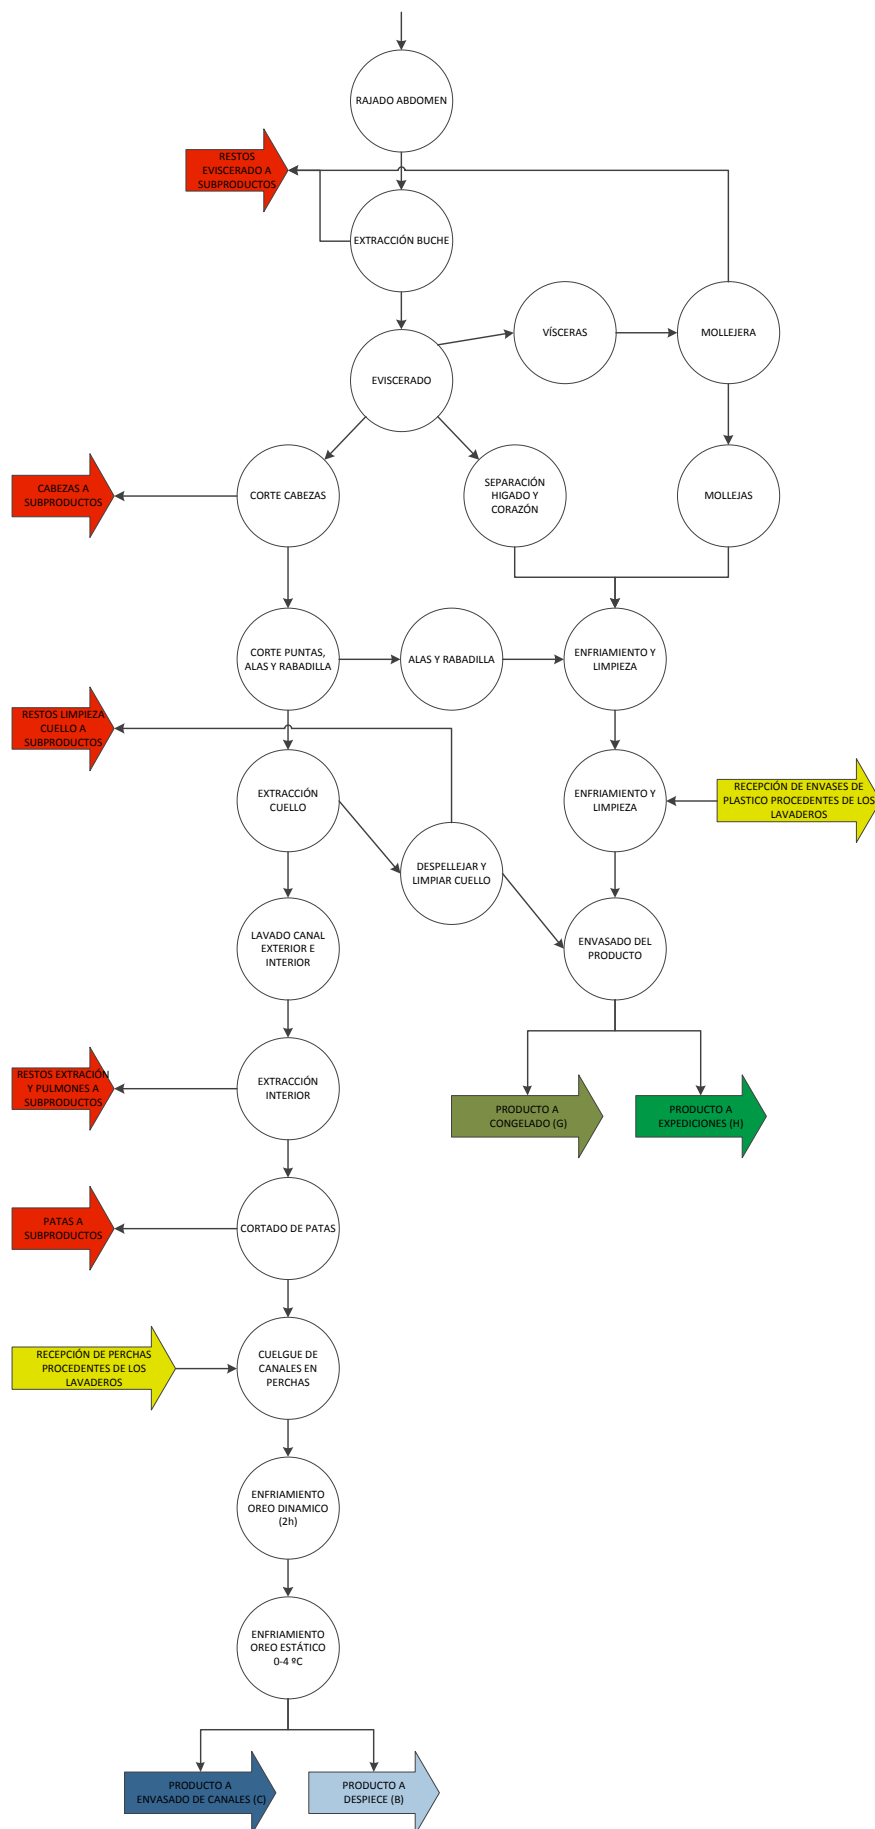 RAJADO ABDOMEN
RESTOS
EVISCERADO A
SUBPRODUCTOS
EXTRACCIÓN BUCHE
VÍSCERAS
MOLLEJERA
EVISCERADO
CABEZAS A
SUBPRODUCTOS
CORTE CABEZAS
SEPARACIÓN
HIGADO Y
CORAZÓN
MOLLEJAS
CORTE PUNTAS,
ALAS Y RABADILLA
ALAS Y RABADILLA
ENFRIAMIENTO Y
LIMPIEZA
RESTOS LIMPIEZA
CUELLO A
SUBPRODUCTOS
EXTRACCIÓN
CUELLO
ENFRIAMIENTO Y
LIMPIEZA
RECEPCIÓN DE ENVASES DE
PLASTICO PROCEDENTES DE LOS
LAVADEROS
DESPELLEJAR Y
LIMPIAR CUELLO
LAVADO CANAL
EXTERIOR E
INTERIOR
ENVASADO DEL
PRODUCTO
RESTOS EXTRACIÓN
Y PULMONES A
SUBPRODUCTOS
EXTRACCIÓN
INTERIOR
PRODUCTO A
CONGELADO (G)
PRODUCTO A
EXPEDICIONES (H)
PATAS A
SUBPRODUCTOS
CORTADO DE PATAS
RECEPCIÓN DE PERCHAS
PROCEDENTES DE LOS
LAVADEROS
CUELGUE DE
CANALES EN
PERCHAS
ENFRIAMIENTO
OREO DINAMICO
(2h)
ENFRIAMIENTO
OREO ESTÁTICO
0-4 ºC
PRODUCTO A
ENVASADO DE CANALES (C)
PRODUCTO A
DESPIECE (B)